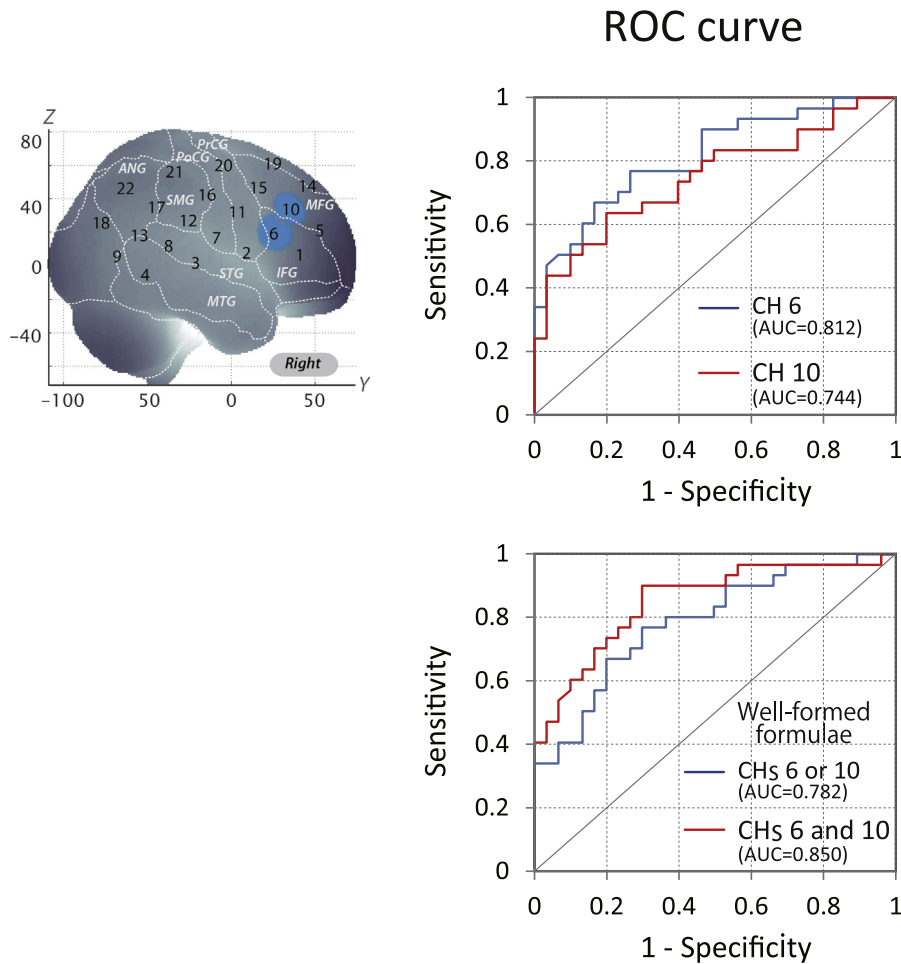 ROC curve
Z
80
40
0
−40
−100
50
0
50
Y
PrCG
PoCG
ANG
SMG
MFG
STG
IFG
MTG
19
20
21
14
15
22
16
10
17
11
18
12
5
6
13
7
8
2
1
9
3
4
Right
Sensitivity
1
0.8
0.6
0.4
0.2
0
CH 6
(AUC=0.812)
CH 10
(AUC=0.744)
0
0.2
0.4
0.6
0.8
1
1 - Specificity
Sensitivity
1
0.8
0.6
0.4
0.2
0
Well-formed
formulae
CHs 6 or 10
(AUC=0.782)
CHs 6 and 10
(AUC=0.850)
0
0.2
0.4
0.6
0.8
1
1 - Specificity